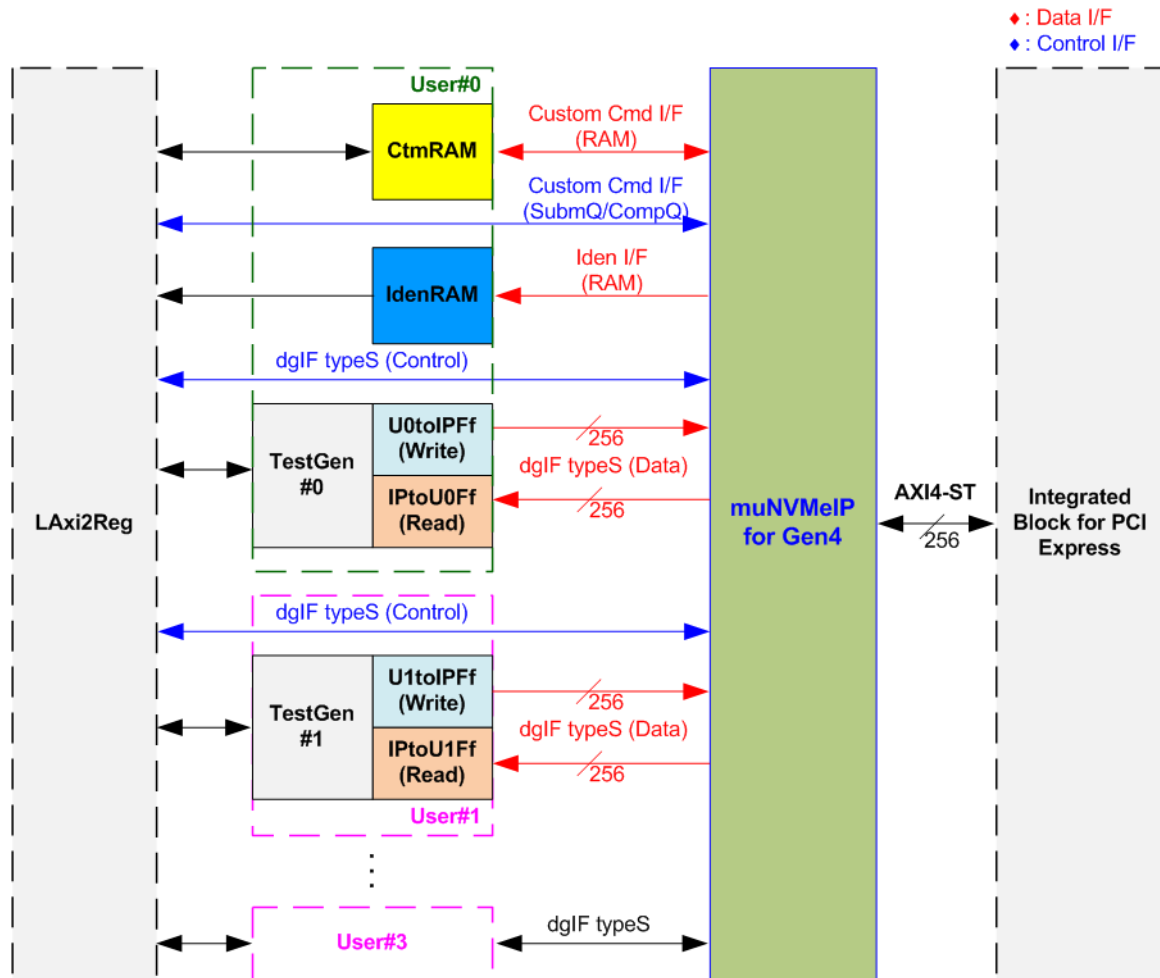 ♦ : Data I/F
♦ : Control I/F
User#0
CtmRAM
Custom Cmd I/F
(RAM)
Custom Cmd I/F
(SubmQ/CompQ)
IdenRAM
Iden I/F
(RAM)
dgIF typeS (Control)
TestGen
#0
U0toIPFf
(Write)
IPtoU0Ff
(Read)
256
dgIF typeS (Data)
256
LAxi2Reg
muNVMeIP
for Gen4
AXI4-ST
256
Integrated
Block for PCI
Express
dgIF typeS (Control)
TestGen
#1
U1toIPFf
(Write)
IPtoU1Ff
(Read)
256
dgIF typeS (Data)
256
User#1
User#3
dgIF typeS